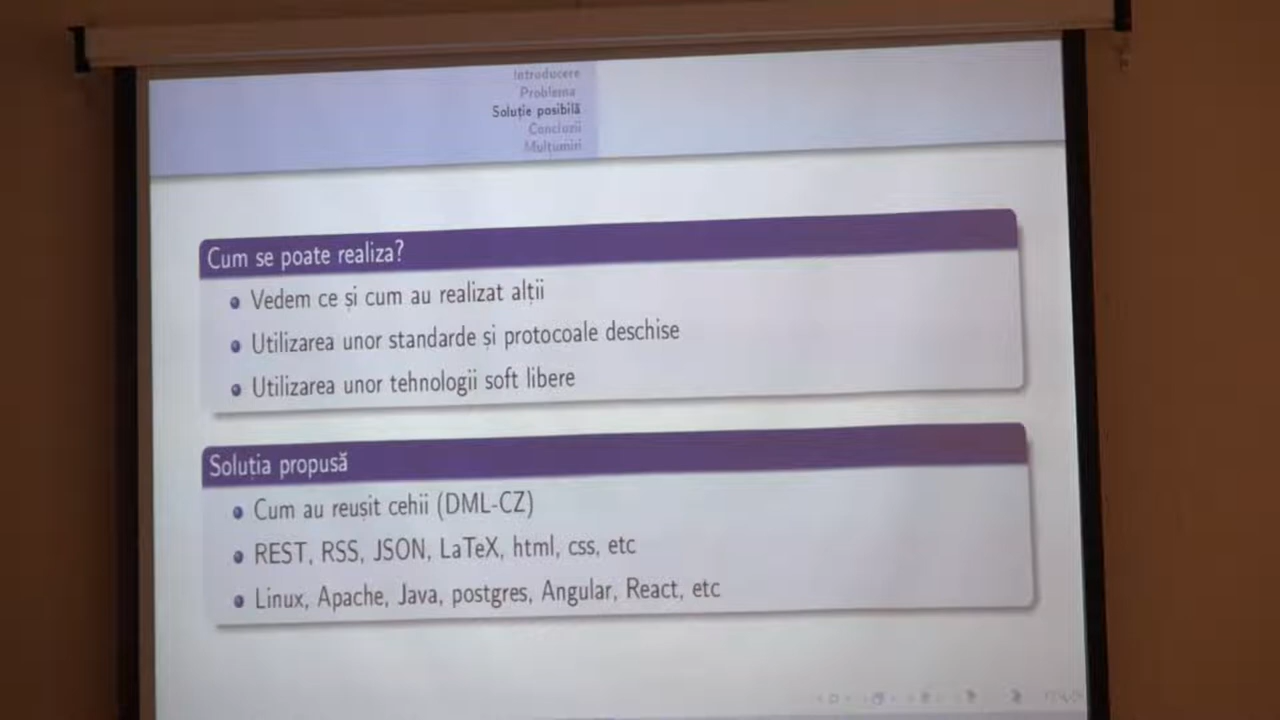 Introducere
Problema
Soluție posibilă
Concluzii
Mulțumiri
Cum se poate realiza?
Vedem ce și cum au realizat alții
Utilizarea unor standarde și protocoale deschise
Utilizarea unor tehnologii soft libere
Soluția propusă
Cum au reușit cehii (DML-CZ)
REST, RSS, JSON, LaTeX, html, css, etc
Linux, Apache, Java, postgres, Angular, React, etc